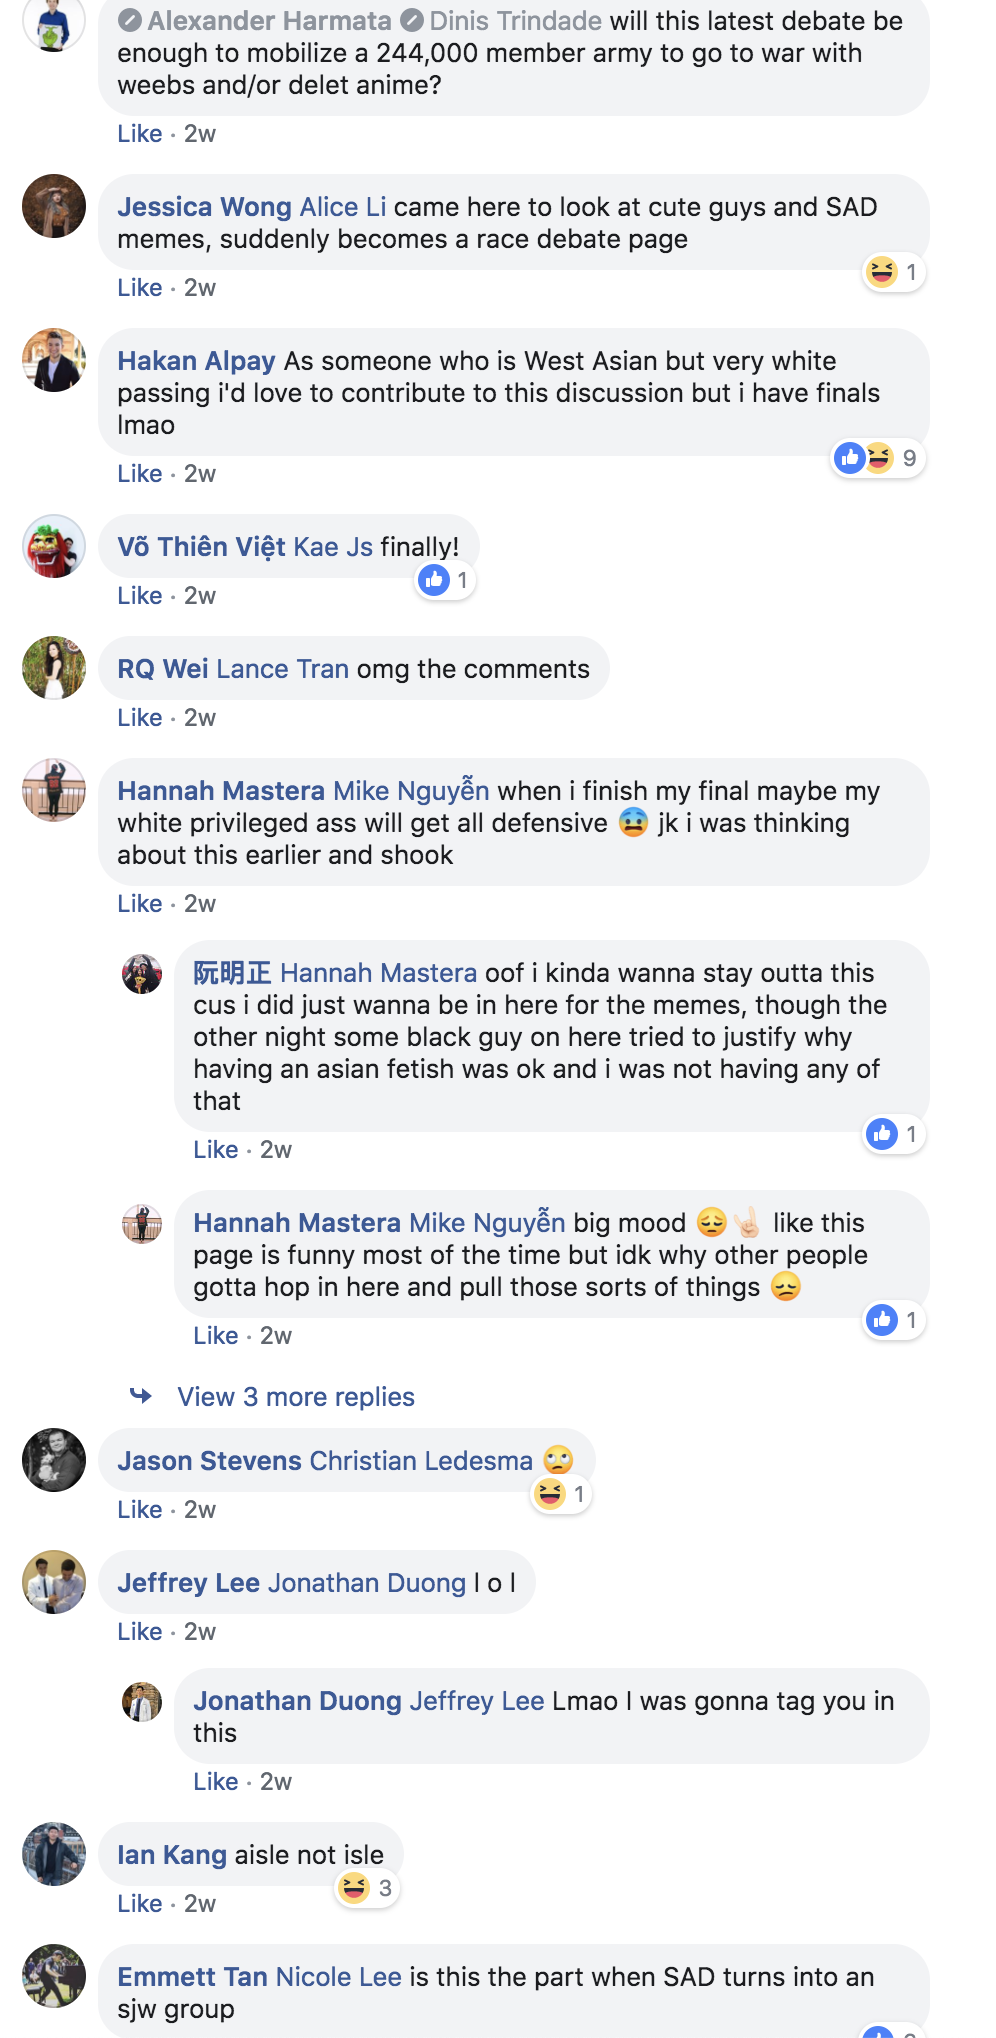 Alexander Harmata Dinis Trindade will this latest debate be
enough to mobilize a 244,000 member army to go to war with
weebs and/or delet anime?
Like · 2w
Jessica Wong Alice Li came here to look at cute guys and SAD
memes, suddenly becomes a race debate page
1
Like · 2w
Hakan Alpay As someone who is West Asian but very white
passing i'd love to contribute to this discussion but i have finals
lmao
9
Like · 2w
Võ Thiên Việt Kae Js finally!
1
Like · 2w
RQ Wei Lance Tran omg the comments
Like · 2w
Hannah Mastera Mike Nguyễn when i finish my final maybe my
white privileged ass will get all defensive 😨 jk i was thinking
about this earlier and shook
Like · 2w
阮明正 Hannah Mastera oof i kinda wanna stay outta this
cus i did just wanna be in here for the memes, though the
other night some black guy on here tried to justify why
having an asian fetish was ok and i was not having any of
that
1
Like · 2w
Hannah Mastera Mike Nguyễn big mood 😔🤘🏻 like this
page is funny most of the time but idk why other people
gotta hop in here and pull those sorts of things 😞
1
Like · 2w
View 3 more replies
Jason Stevens Christian Ledesma 🙄
1
Like · 2w
Jeffrey Lee Jonathan Duong l o l
Like · 2w
Jonathan Duong Jeffrey Lee Lmao I was gonna tag you in
this
Like · 2w
Ian Kang aisle not isle
3
Like · 2w
Emmett Tan Nicole Lee is this the part when SAD turns into an
sjw group